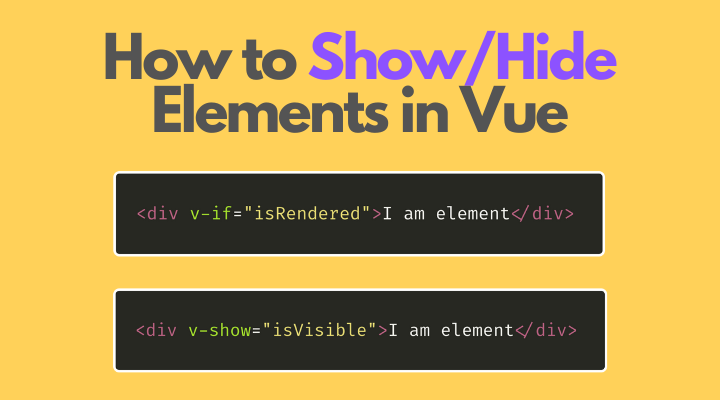 How to Show/Hide
Elements in Vue
<div v-if="isRendered">I am element</div>
<div v-show="isVisible">I am element</div>